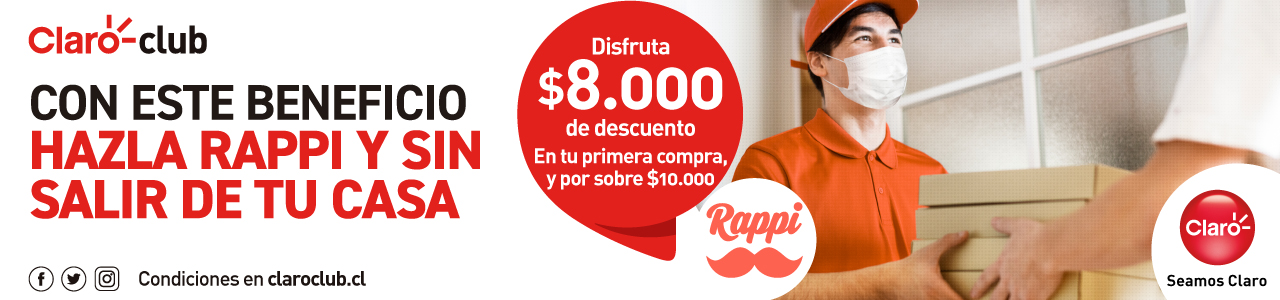 Claro-club
CON ESTE BENEFICIO
HAZLA RAPPI Y SIN
SALIR DE TU CASA
Condiciones en claroclub.cl
Disfruta
$8.000
de descuento
En tu primera compra,
y por sobre $10.000
Rappi
Claro-
Seamos Claro